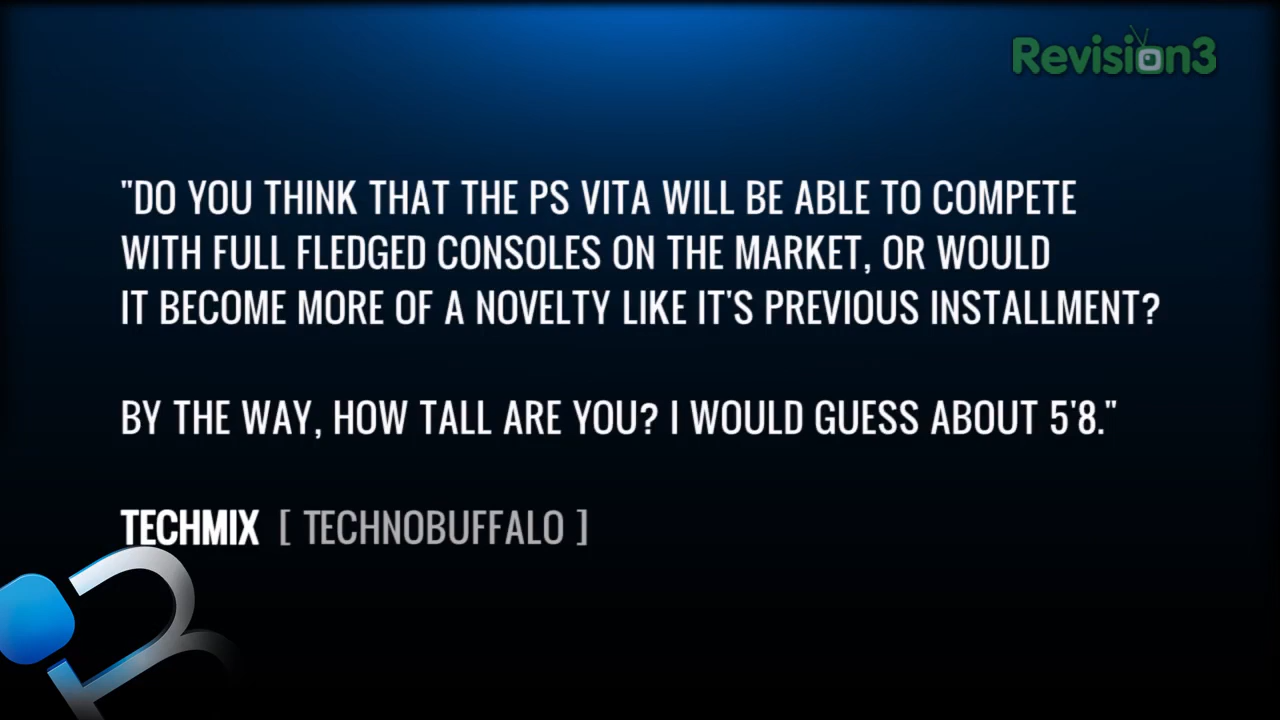 Revision3
"DO YOU THINK THAT THE PS VITA WILL BE ABLE TO COMPETE
WITH FULL FLEDGED CONSOLES ON THE MARKET, OR WOULD
IT BECOME MORE OF A NOVELTY LIKE IT'S PREVIOUS INSTALLMENT?
BY THE WAY, HOW TALL ARE YOU? I WOULD GUESS ABOUT 5'8."
TECHMIX [ TECHNOBUFFALO ]